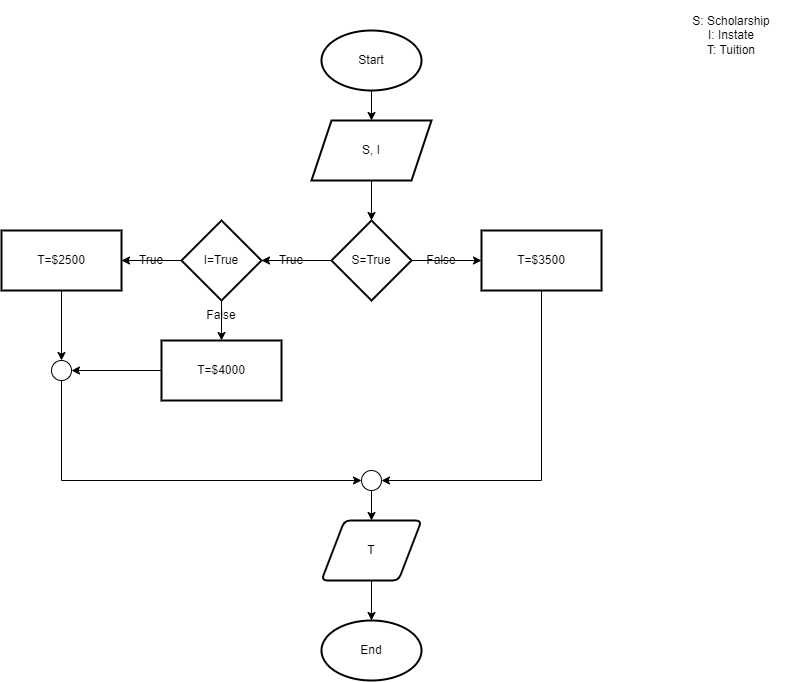 S: Scholarship
I: Instate
T: Tuition
Start
S, I
T=$2500
True
I=True
True
S=True
False
T=$3500
False
T=$4000
T
End